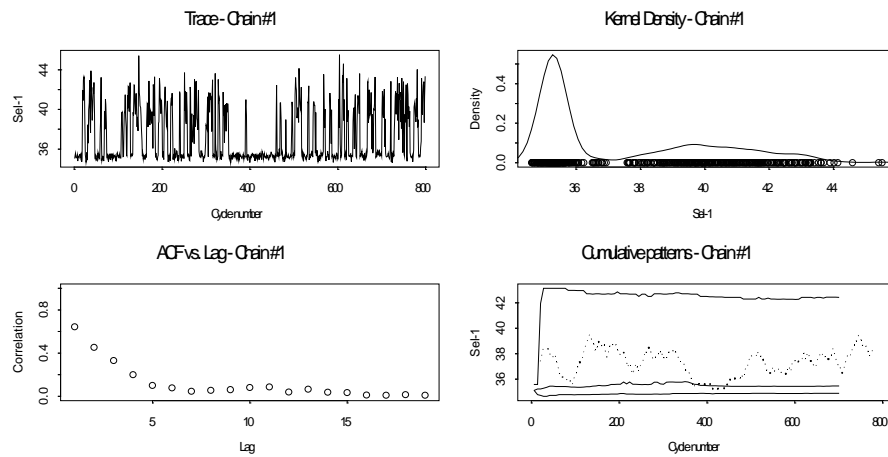 Trace - Chain #1
Sel-1
36 40 44
0 200 400 600 800
Cycle number
Kernel Density - Chain #1
Density
0.0 0.2 0.4
36 38 40 42 44
Sel-1
ACF vs. Lag - Chain #1
Correlation
0.0 0.4 0.8
5 10 15
Lag
Cumulative patterns - Chain #1
Sel-1
36 38 40 42
0 200 400 600 800
Cycle number